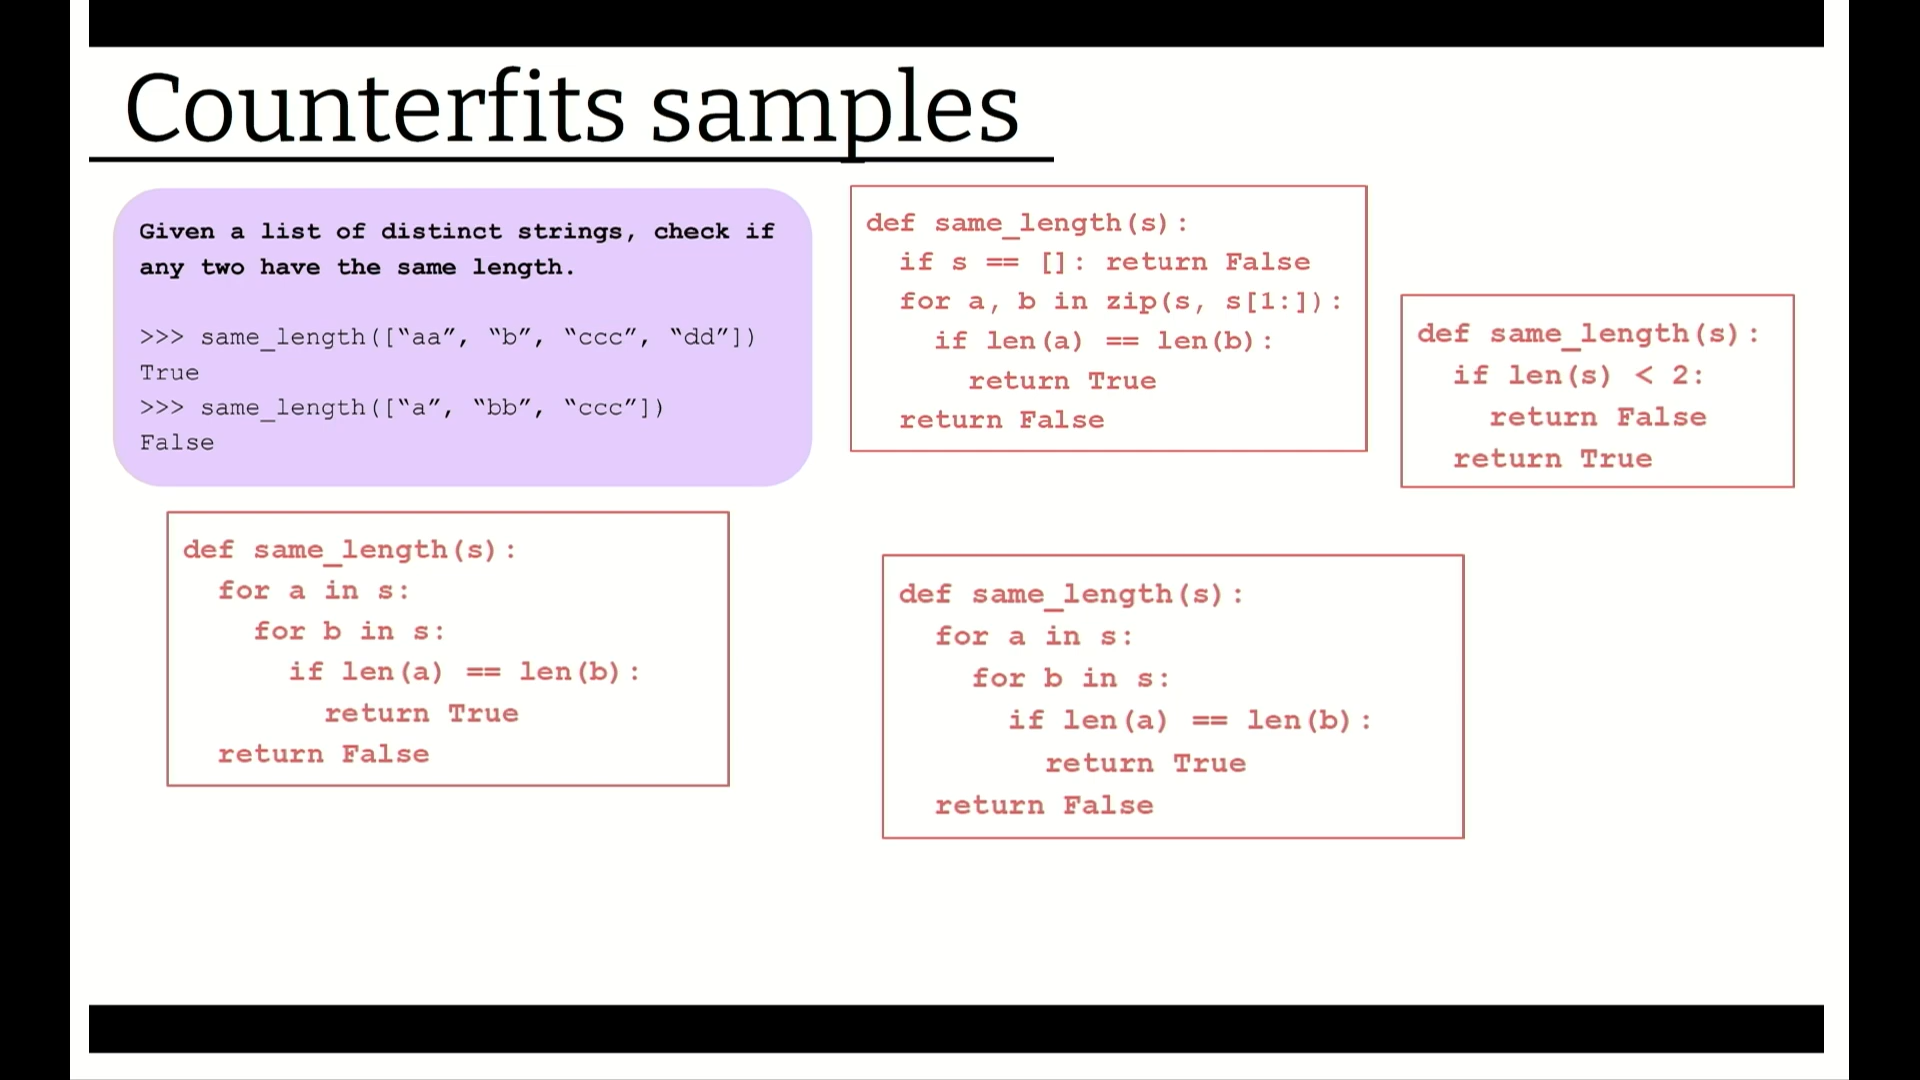 Counterfits samples
Given a list of distinct strings, check if
any two have the same length.
>>> same_length([“aa”, “b”, “ccc”, “dd”])
True
>>> same_length([“a”, “bb”, “ccc”])
False
def same_length(s):
  if s == []: return False
  for a, b in zip(s, s[1:]):
    if len(a) == len(b):
      return True
  return False
def same_length(s):
  if len(s) < 2:
    return False
  return True
def same_length(s):
  for a in s:
    for b in s:
      if len(a) == len(b):
        return True
  return False
def same_length(s):
  for a in s:
    for b in s:
      if len(a) == len(b):
        return True
  return False